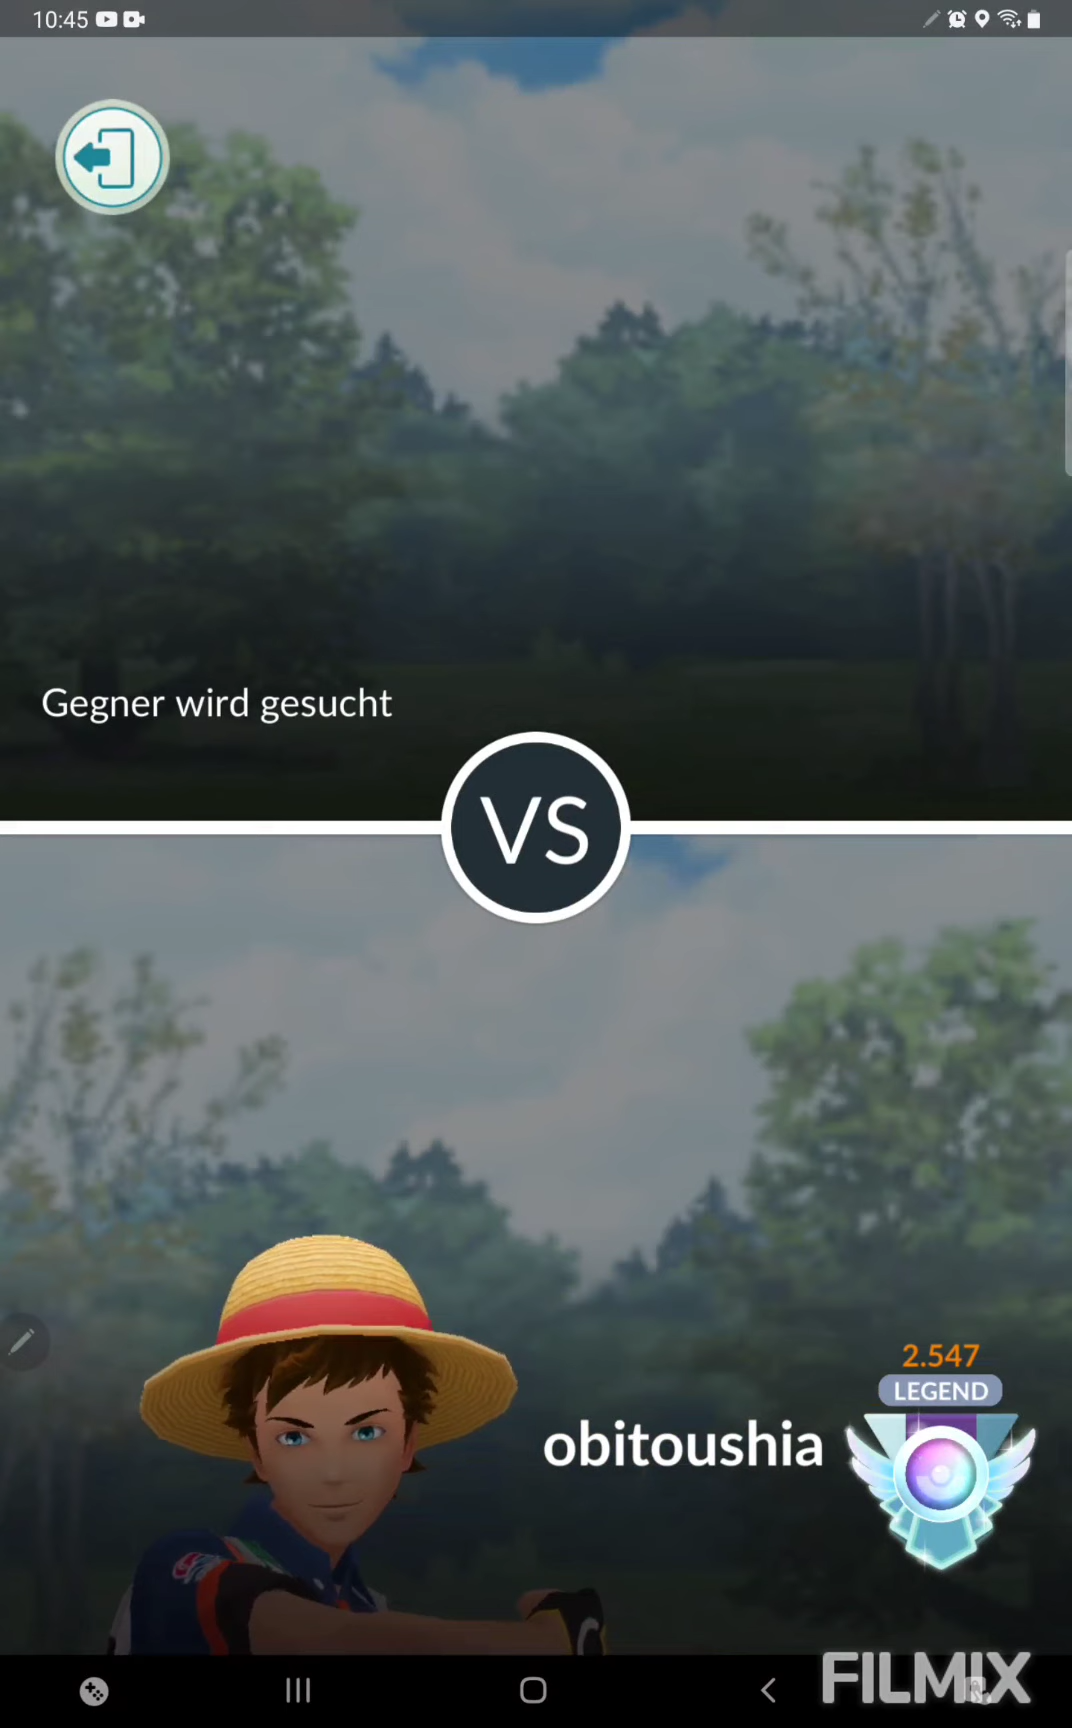 10:45
Gegner wird gesucht
VS
2.547
LEGEND
obitoushia
FILMIX